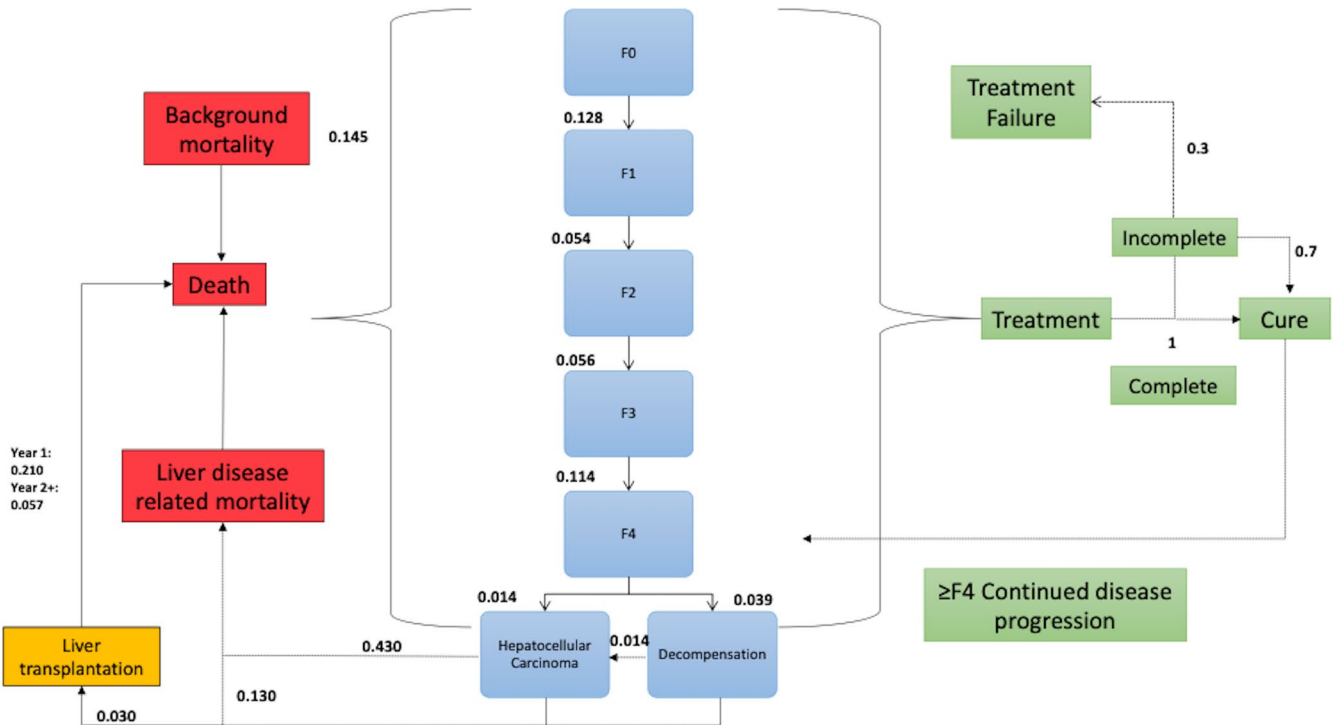 F0
Treatment
Failure
Background
mortality
0.145
0.128
F1
0.3
0.054
Incomplete
0.7
Death
F2
Treatment
Cure
1
0.056
Complete
F3
Year 1:
0.210
Year 2+:
0.057
Liver disease
related mortality
0.114
F4
≥F4 Continued disease
progression
0.014
0.039
Liver
transplantation
0.430
Hepatocellular
Carcinoma
0.014
Decompensation
0.130
0.030